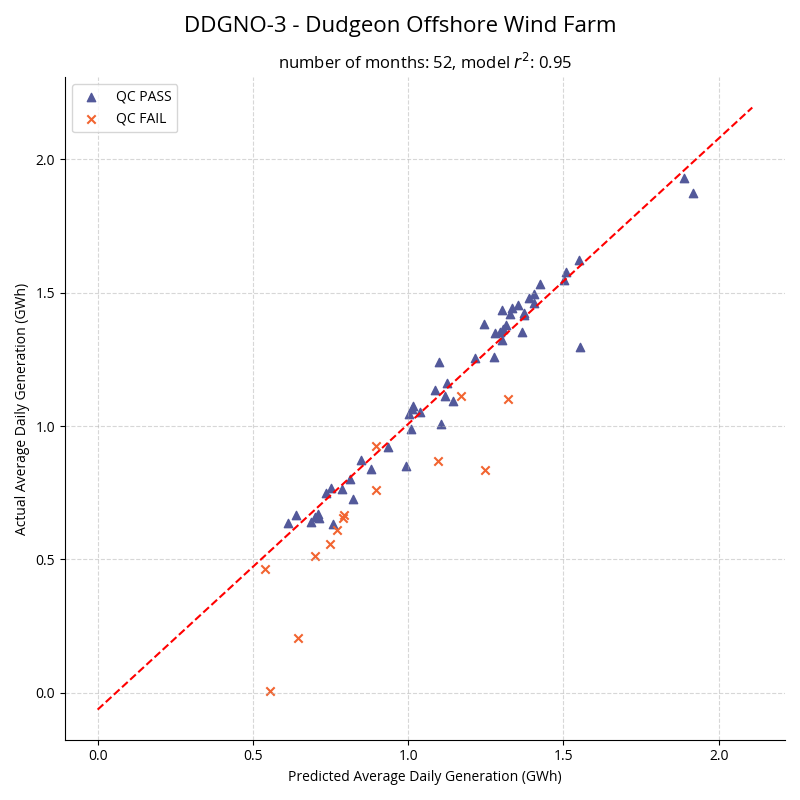 DDGNO-3 - Dudgeon Offshore Wind Farm
number of months: 52, model r²: 0.95
QC PASS
QC FAIL
2.0
1.5
1.0
0.5
0.0
Actual Average Daily Generation (GWh)
0.0 0.5 1.0 1.5 2.0
Predicted Average Daily Generation (GWh)